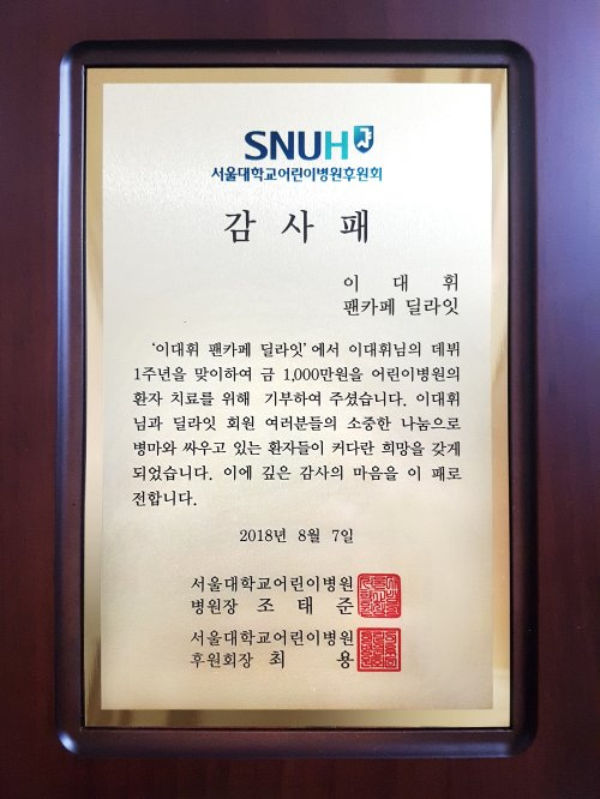 SNUH
서울대학교어린이병원후원회
감 사 패
이 대 휘
팬카페 딜라잇
‘이대휘 팬카페 딜라잇’에서 이대휘님의 데뷔
1주년을 맞이하여 금 1,000만원을 어린이병원의
환자 치료를 위해 기부하여 주셨습니다. 이대휘
님과 딜라잇 회원 여러분들의 소중한 나눔으로
병마와 싸우고 있는 환자들이 커다란 희망을 갖게
되었습니다. 이에 깊은 감사의 마음을 이 패로
전합니다.
2018년 8월 7일
서울대학교어린이병원
병원장 조 태 준
서울대학교어린이병원
후원회장 최 용